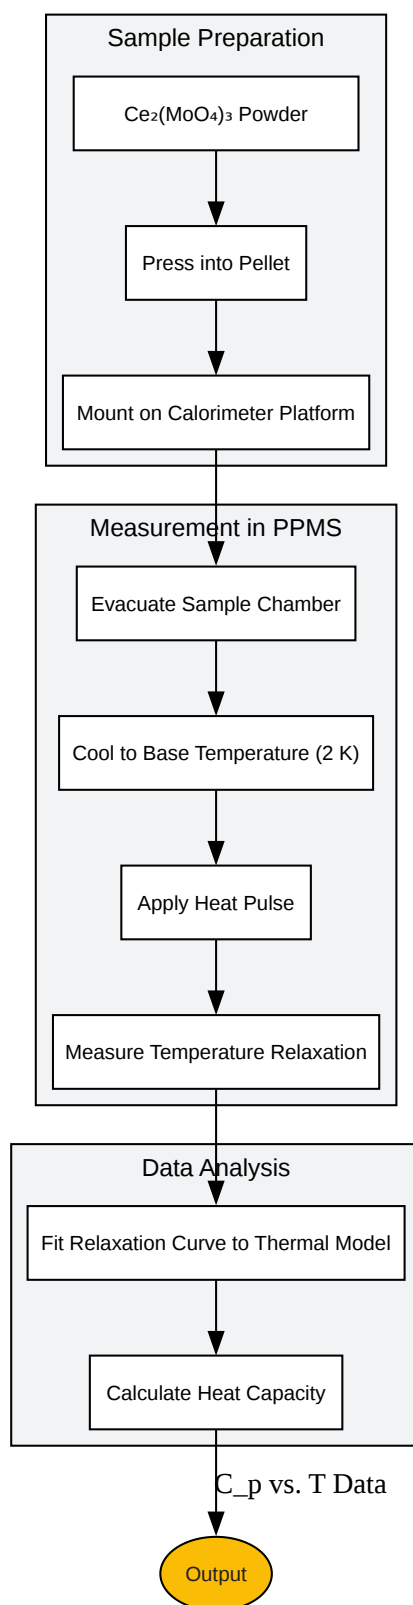 Sample Preparation
Ce₂(MoO₄)₃ Powder
Press into Pellet
Mount on Calorimeter Platform
Measurement in PPMS
Evacuate Sample Chamber
Cool to Base Temperature (2 K)
Apply Heat Pulse
Measure Temperature Relaxation
Data Analysis
Fit Relaxation Curve to Thermal Model
Calculate Heat Capacity
C_p vs. T Data
Output